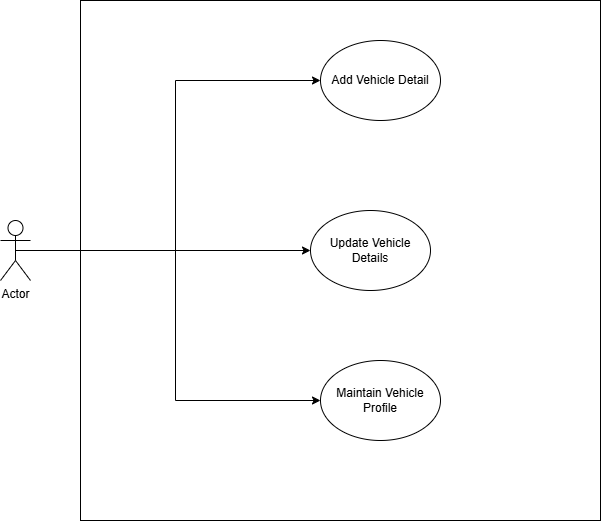 Add Vehicle Detail
Update Vehicle
Details
Actor
Maintain Vehicle
Profile